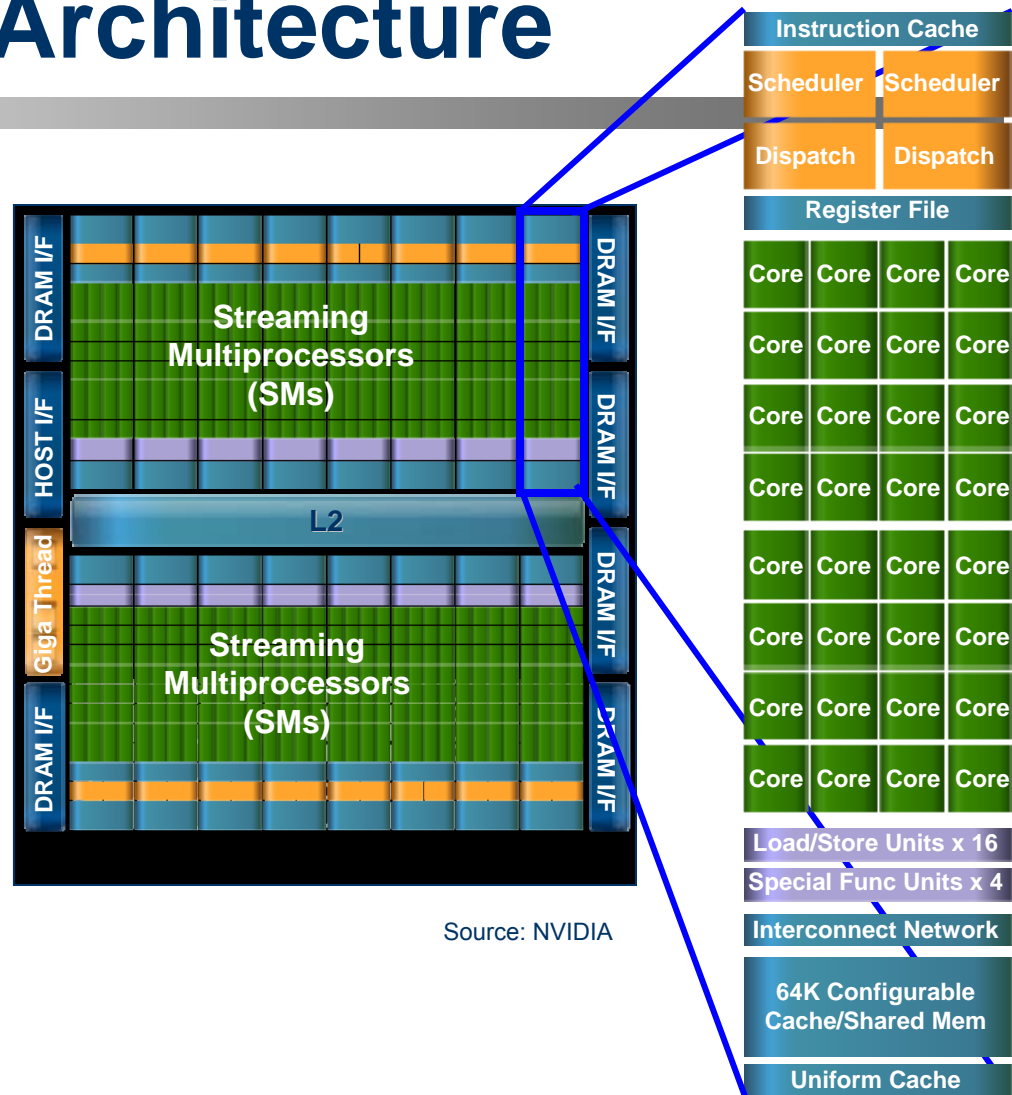 Architecture
DRAM I/F
HOST I/F
Giga Thread
DRAM I/F
Streaming
Multiprocessors
(SMs)
L2
Streaming
Multiprocessors
(SMs)
DRAM I/F
DRAM I/F
DRAM I/F
DRAM I/F
Source: NVIDIA
Instruction Cache
Scheduler Scheduler
Dispatch Dispatch
Register File
Core Core Core Core
Core Core Core Core
Core Core Core Core
Core Core Core Core
Core Core Core Core
Core Core Core Core
Core Core Core Core
Core Core Core Core
Load/Store Units x 16
Special Func Units x 4
Interconnect Network
64K Configurable
Cache/Shared Mem
Uniform Cache